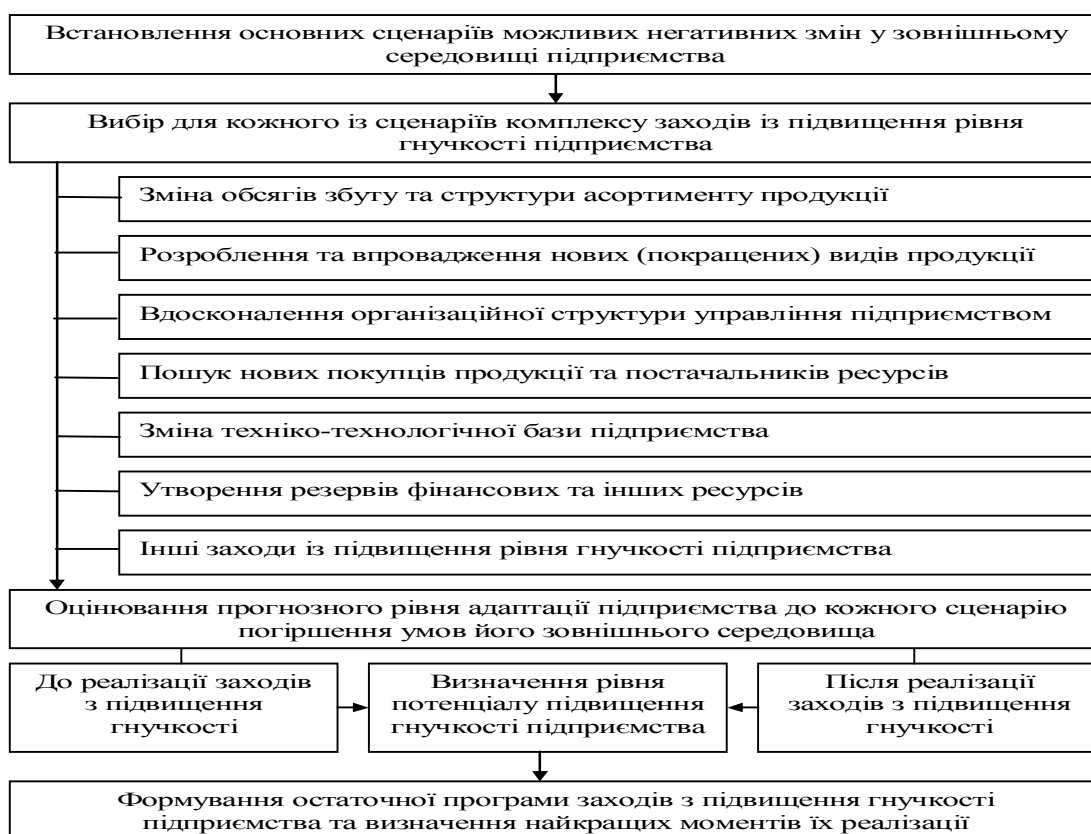 Встановлення основних сценаріїв можливих негативних змін у зовнішньому
середовищі підприємства
Вибір для кожного із сценаріїв комплексу заходів із підвищення рівня
гнучкості підприємства
Зміна обсягів збуту та структури асортименту продукції
Розроблення та впровадження нових (покращених) видів продукції
Вдосконалення організаційної структури управління підприємством
Пошук нових покупців продукції та постачальників ресурсів
Зміна техніко-технологічної бази підприємства
Утворення резервів фінансових та інших ресурсів
Інші заходи із підвищення рівня гнучкості підприємства
Оцінювання прогнозного рівня адаптації підприємства до кожного сценарію
погіршення умов його зовнішнього середовища
До реалізації заходів
з підвищення
гнучкості
Визначення рівня
потенціалу підвищення
гнучкості підприємства
Після реалізації
заходів з підвищення
гнучкості
Формування остаточної програми заходів з підвищення гнучкості
підприємства та визначення найкращих моментів їх реалізації